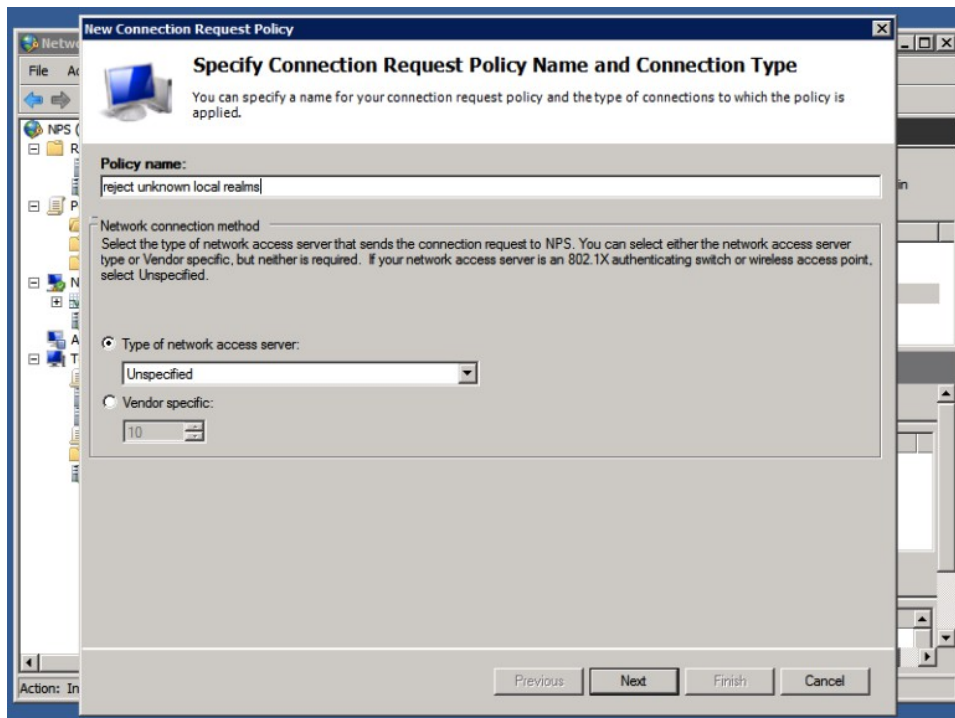 New Connection Request Policy
Netw
File
NPS (
R
P
N
A
T
Specify Connection Request Policy Name and Connection Type
You can specify a name for your connection request policy and the type of connections to which the policy is
applied.
Policy name:
reject unknown local realms
Network connection method
Select the type of network access server that sends the connection request to NPS. You can select either the network access server
type or Vendor specific, but neither is required. If your network access server is an 802.1X authenticating switch or wireless access point,
select Unspecified.
Type of network access server:
Unspecified
Vendor specific:
10
in
Previous Next Finish Cancel
Action: In